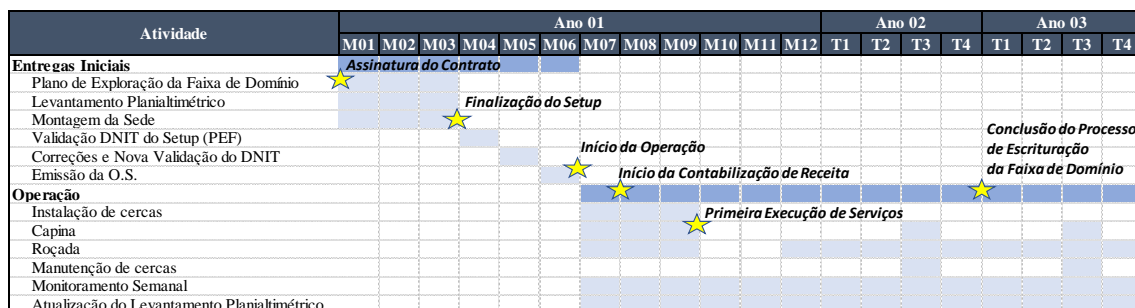 Atividade
Ano 01 Ano 02 Ano 03
M01 M02 M03 M04 M05 M06 M07 M08 M09 M10 M11 M12 T1 T2 T3 T4 T1 T2 T3 T4
Entregas Iniciais
Assinatura do Contrato
Plano de Exploração da Faixa de Domínio
Levantamento Planialtimétrico
Finalização do Setup
Montagem da Sede
Validação DNIT do Setup (PEF)
Conclusão do Processo
de Escrituração
da Faixa de Domínio
Correções e Nova Validação do DNIT
Início da Operação
Emissão da O.S.
Início da Contabilização de Receita
Operação
Instalação de cercas
Primeira Execução de Serviços
Capina
Roçada
Manutenção de cercas
Monitoramento Semanal
Atualização do Levantamento Planialtimétrico